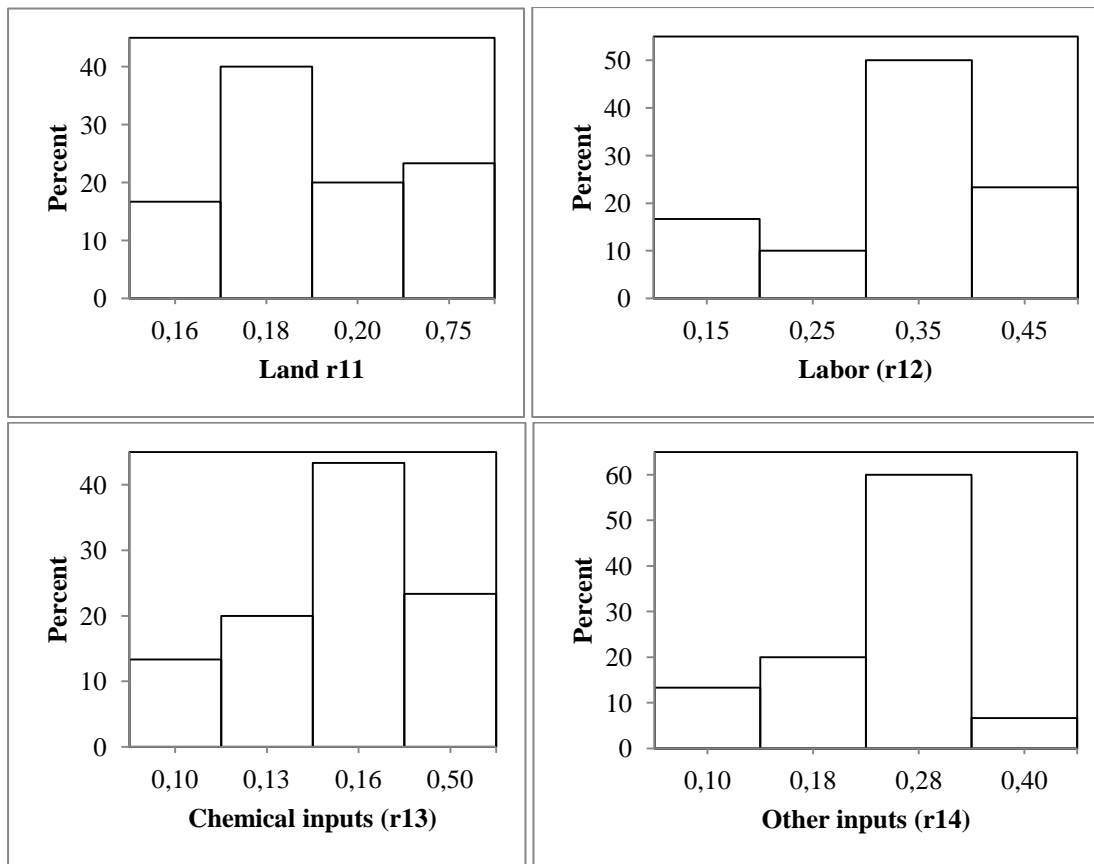 Percent
40
30
20
10
0
0,16 0,18 0,20 0,75
Land r11
Percent
50
40
30
20
10
0
0,15 0,25 0,35 0,45
Labor (r12)
Percent
40
30
20
10
0
0,10 0,13 0,16 0,50
Chemical inputs (r13)
Percent
60
50
40
30
20
10
0
0,10 0,18 0,28 0,40
Other inputs (r14)